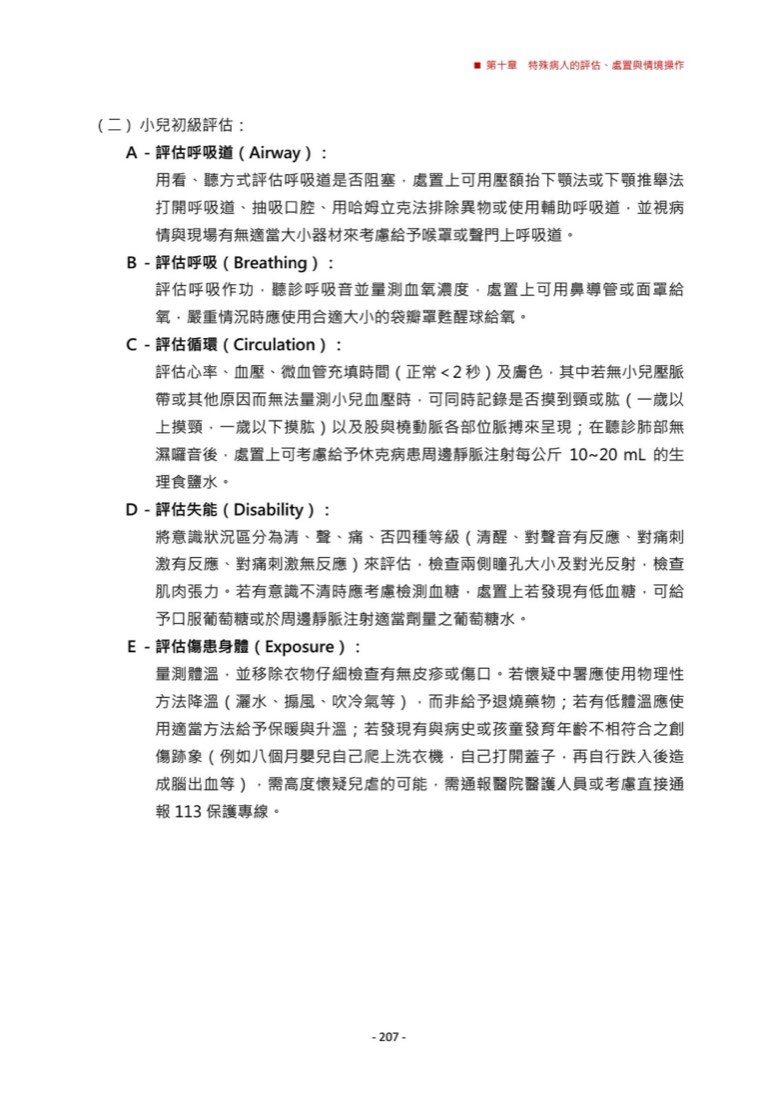 ■ 第十章　特殊病人的評估、處置與情境操作
（二）小兒初級評估：
A - 評估呼吸道（Airway）：
用看、聽方式評估呼吸道是否阻塞，處置上可用壓額抬下顎法或下顎推舉法
打開呼吸道、抽吸口腔、用哈姆立克法排除異物或使用輔助呼吸道，並視病
情與現場有無適當大小器材來考慮給予喉罩或聲門上呼吸道。
B - 評估呼吸（Breathing）：
評估呼吸作功，聽診呼吸音並量測血氧濃度，處置上可用鼻導管或面罩給
氧，嚴重情況時應使用合適大小的袋瓣罩甦醒球給氧。
C - 評估循環（Circulation）：
評估心率、血壓、微血管充填時間（正常＜2 秒）及膚色，其中若無小兒壓脈
帶或其他原因而無法量測小兒血壓時，可同時記錄是否摸到頸或肱（一歲以
上摸頸，一歲以下摸肱）以及股與橈動脈各部位脈搏來呈現；在聽診肺部無
濕囉音後，處置上可考慮給予休克病患周邊靜脈注射每公斤 10~20 mL 的生
理食鹽水。
D - 評估失能（Disability）：
將意識狀況區分為清、聲、痛、否四種等級（清醒、對聲音有反應、對痛刺
激有反應、對痛刺激無反應）來評估，檢查兩側瞳孔大小及對光反射，檢查
肌肉張力。若有意識不清時應考慮檢測血糖，處置上若發現有低血糖，可給
予口服葡萄糖或於周邊靜脈注射適當劑量之葡萄糖水。
E - 評估傷患身體（Exposure）：
量測體溫，並移除衣物仔細檢查有無皮疹或傷口。若懷疑中暑應使用物理性
方法降溫（灑水、搧風、吹冷氣等），而非給予退燒藥物；若有低體溫應使
用適當方法給予保暖與升溫；若發現有與病史或孩童發育年齡不相符合之創
傷跡象（例如八個月嬰兒自己爬上洗衣機，自己打開蓋子，再自行跌入後造
成腦出血等），需高度懷疑兒虐的可能，需通報醫院醫護人員或考慮直接通
報 113 保護專線。
- 207 -